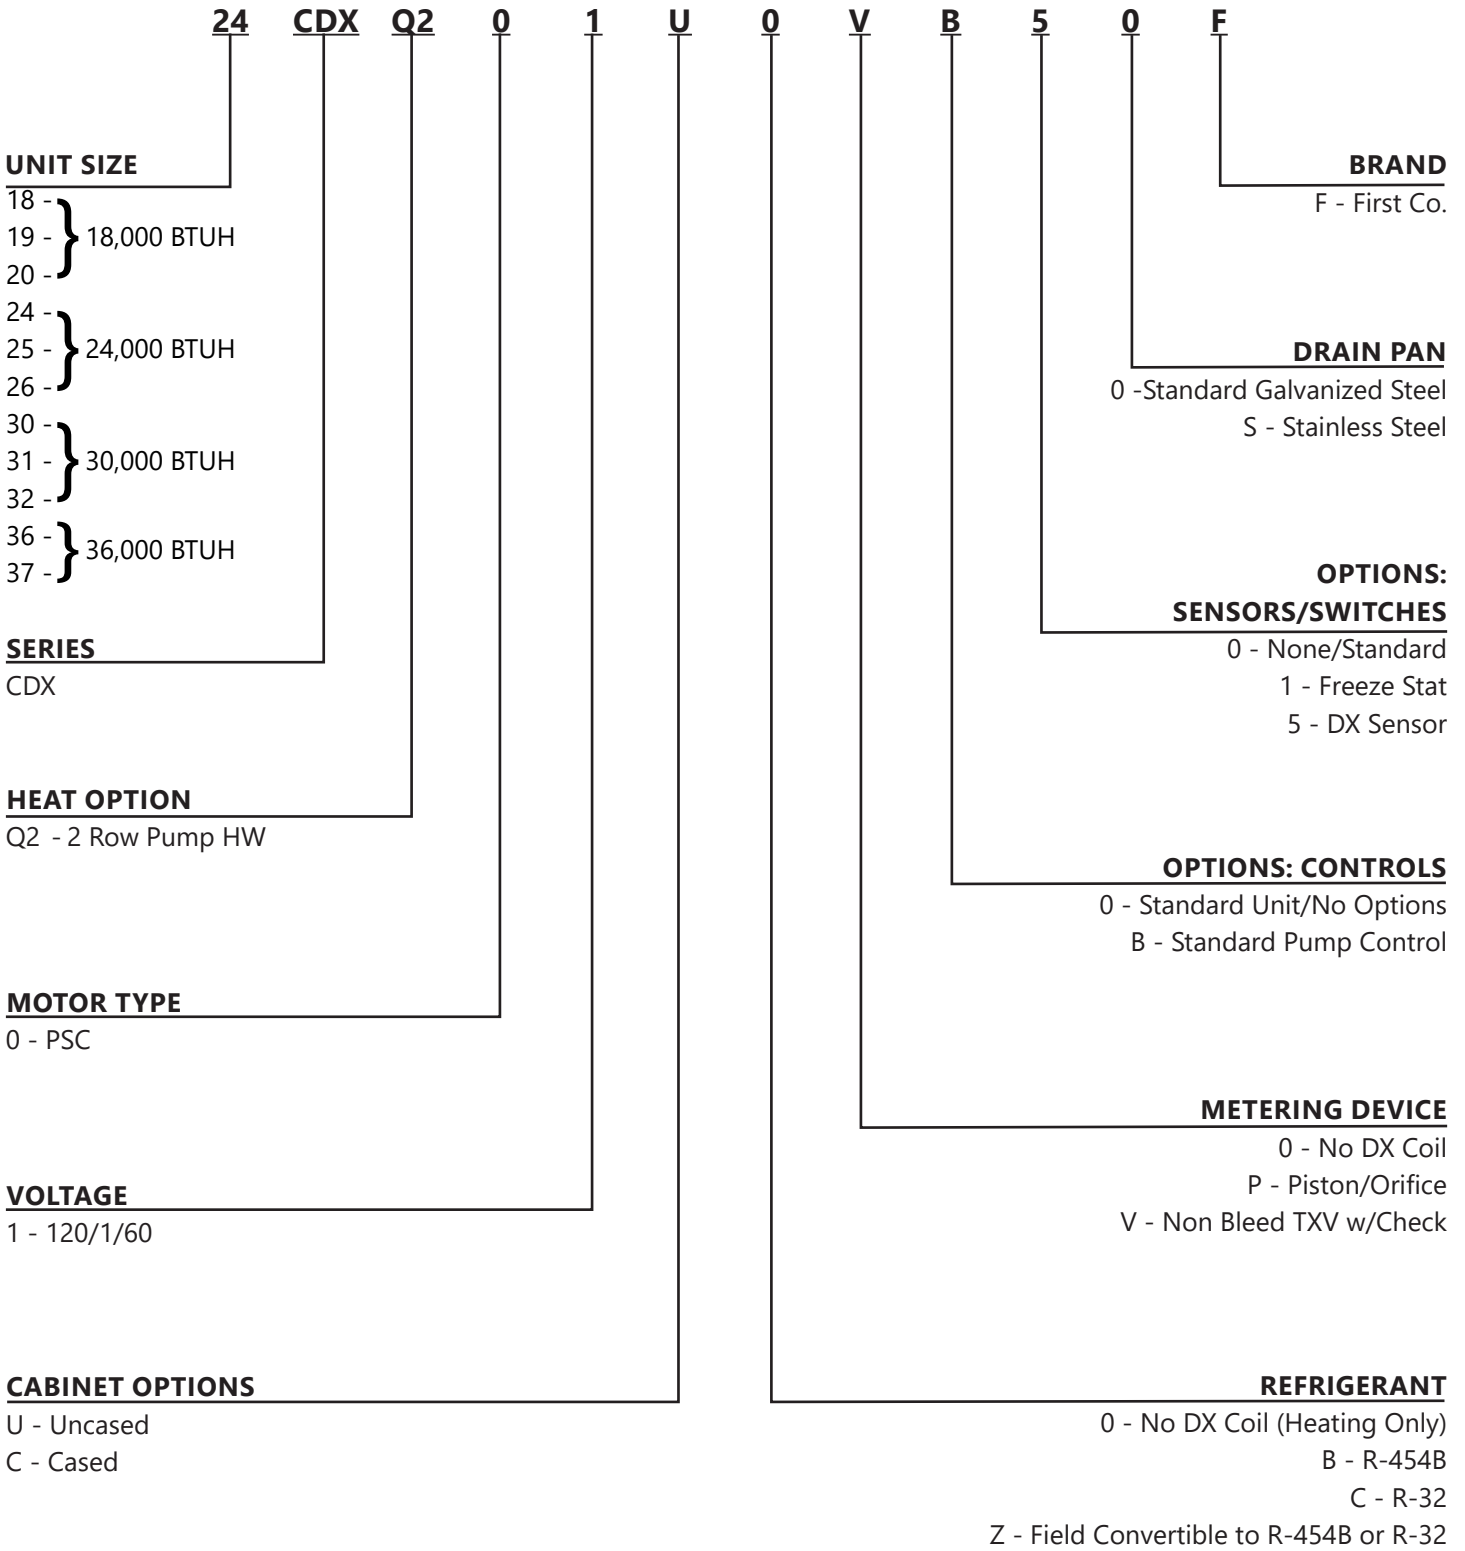 24 CDX Q2 0 1 U 0 V B 5 0 F
UNIT SIZE
18 -
19 -
20 -
18,000 BTUH
24 -
25 -
26 -
24,000 BTUH
30 -
31 -
32 -
30,000 BTUH
36 -
37 -
36,000 BTUH
SERIES
CDX
HEAT OPTION
Q2 - 2 Row Pump HW
MOTOR TYPE
0 - PSC
VOLTAGE
1 - 120/1/60
CABINET OPTIONS
U - Uncased
C - Cased
BRAND
F - First Co.
DRAIN PAN
0 -Standard Galvanized Steel
S - Stainless Steel
OPTIONS:
SENSORS/SWITCHES
0 - None/Standard
1 - Freeze Stat
5 - DX Sensor
OPTIONS: CONTROLS
0 - Standard Unit/No Options
B - Standard Pump Control
METERING DEVICE
0 - No DX Coil
P - Piston/Orifice
V - Non Bleed TXV w/Check
REFRIGERANT
0 - No DX Coil (Heating Only)
B - R-454B
C - R-32
Z - Field Convertible to R-454B or R-32